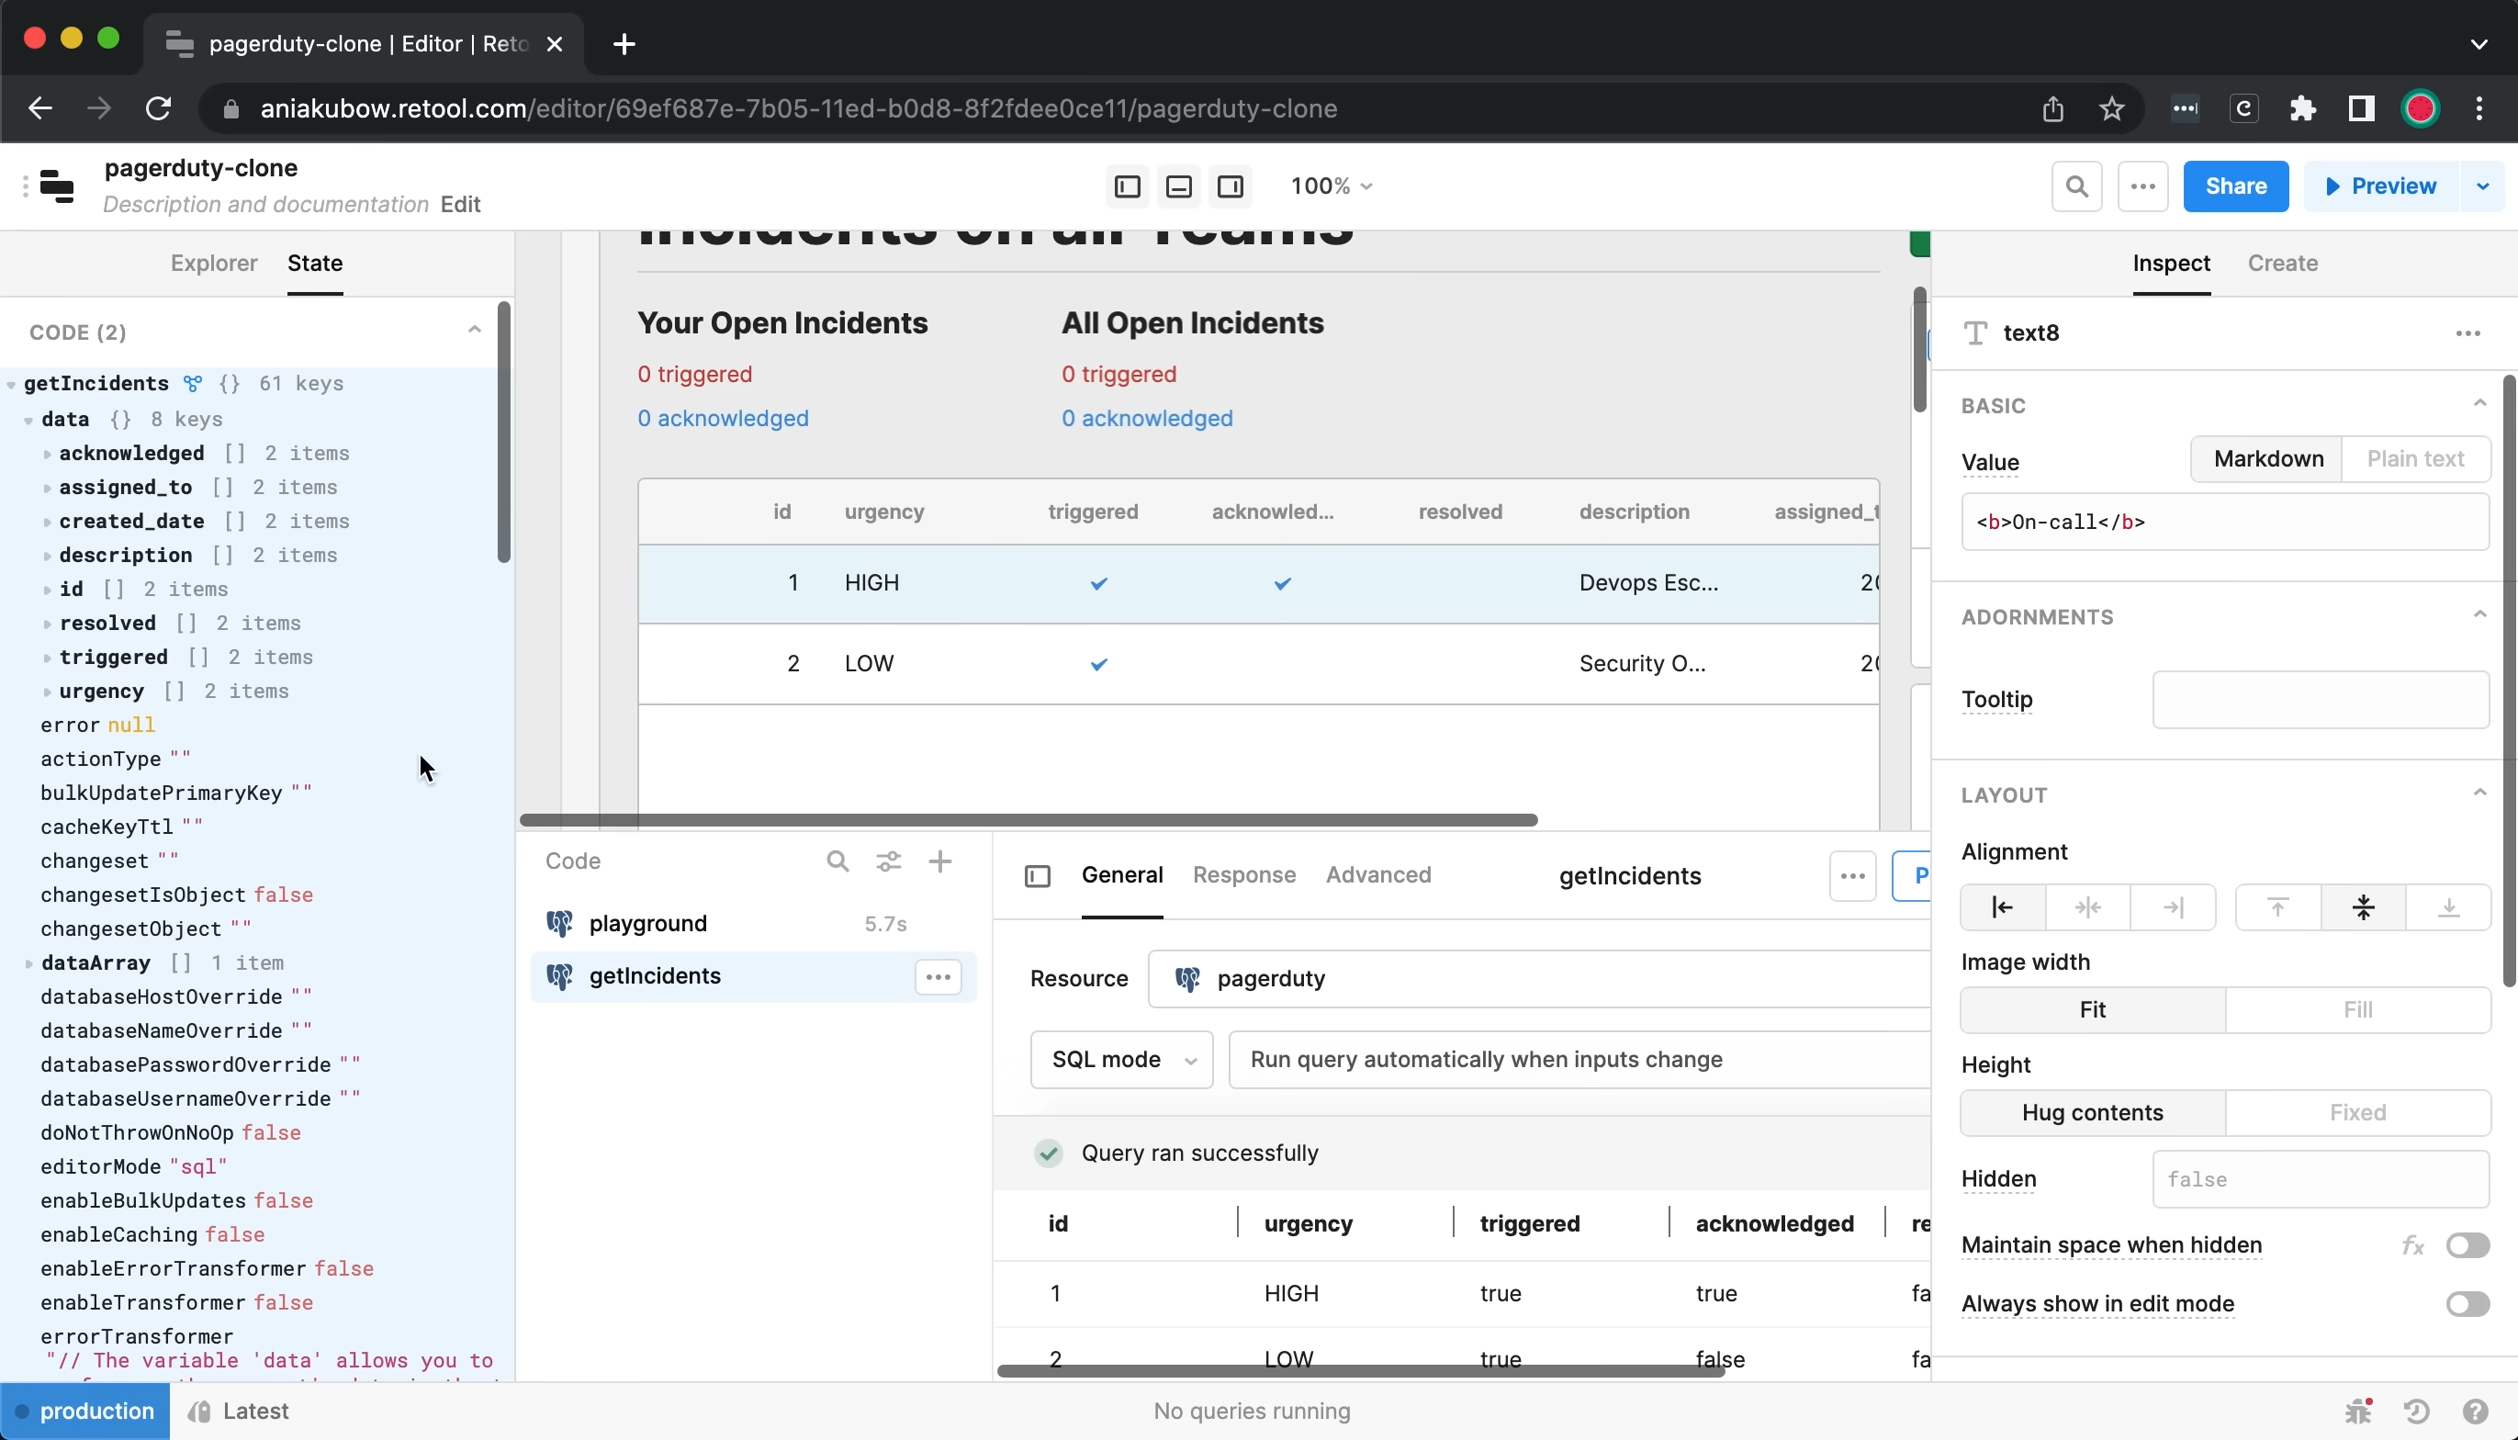 pagerduty-clone | Editor | Reto
aniakubow.retool.com/editor/69ef687e-7b05-11ed-b0d8-8f2fdee0ce11/pagerduty-clone
pagerduty-clone
Description and documentation Edit
100%
Share
Preview
Explorer State
CODE (2)
getIncidents {} 61 keys
data {} 8 keys
acknowledged [] 2 items
assigned_to [] 2 items
created_date [] 2 items
description [] 2 items
id [] 2 items
resolved [] 2 items
triggered [] 2 items
urgency [] 2 items
error null
actionType ""
bulkUpdatePrimaryKey ""
cacheKeyTtl ""
changeset ""
changesetIsObject false
changesetObject ""
dataArray [] 1 item
databaseHostOverride ""
databaseNameOverride ""
databasePasswordOverride ""
databaseUsernameOverride ""
doNotThrowOnNoOp false
editorMode "sql"
enableBulkUpdates false
enableCaching false
enableErrorTransformer false
enableTransformer false
errorTransformer
"// The variable 'data' allows you to
Incidents on all Teams
Your Open Incidents
0 triggered
0 acknowledged
All Open Incidents
0 triggered
0 acknowledged
id urgency triggered acknowled... resolved description assigned_t
1 HIGH Devops Esc... 20
2 LOW Security O... 20
Code
playground 5.7s
getIncidents
General Response Advanced getIncidents P
Resource pagerduty
SQL mode Run query automatically when inputs change
Query ran successfully
id urgency triggered acknowledged re
1 HIGH true true fa
2 LOW true false fa
Inspect Create
text8
BASIC
Value Markdown Plain text
<b>On-call</b>
ADORNMENTS
Tooltip
LAYOUT
Alignment
Image width
Fit Fill
Height
Hug contents Fixed
Hidden false
Maintain space when hidden fx
Always show in edit mode
production Latest No queries running